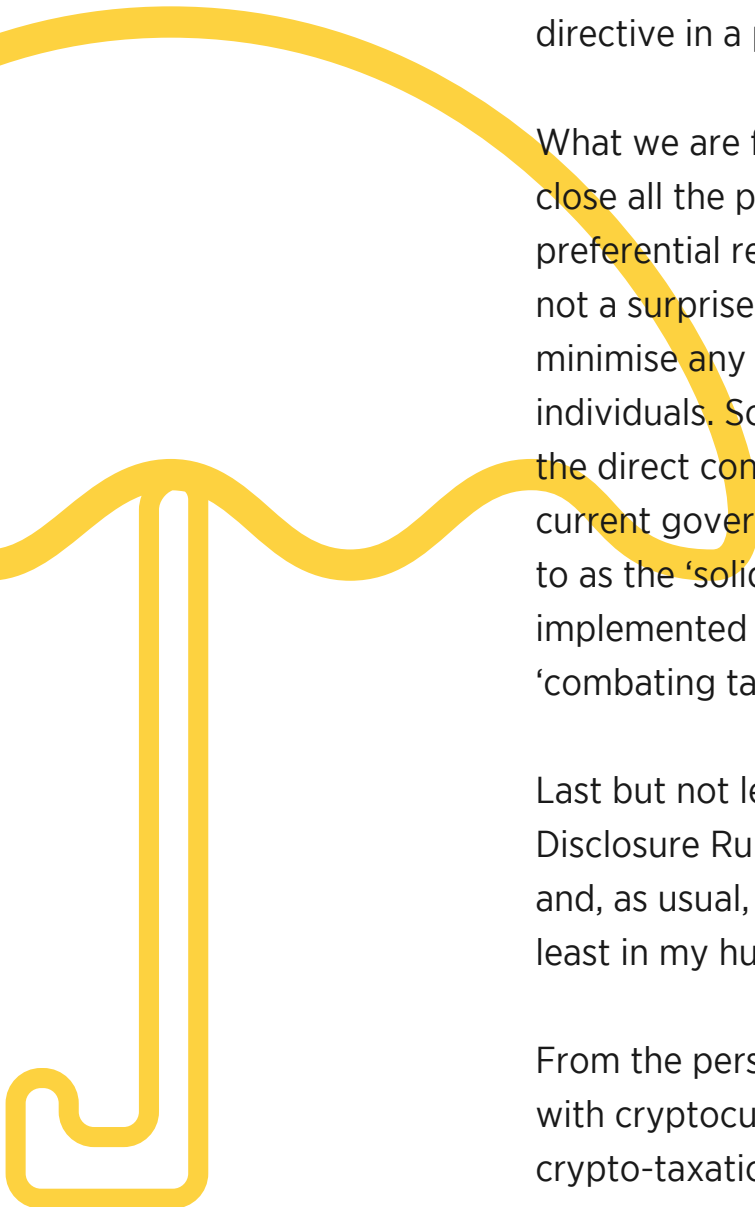 directive in a p
What we are f
close all the p
preferential re
not a surprise
minimise any
individuals. So
the direct con
current gover
to as the ‘solid
implemented
‘combating ta
Last but not le
Disclosure Ru
and, as usual,
least in my hu
From the pers
with cryptocu
crypto-taxatio